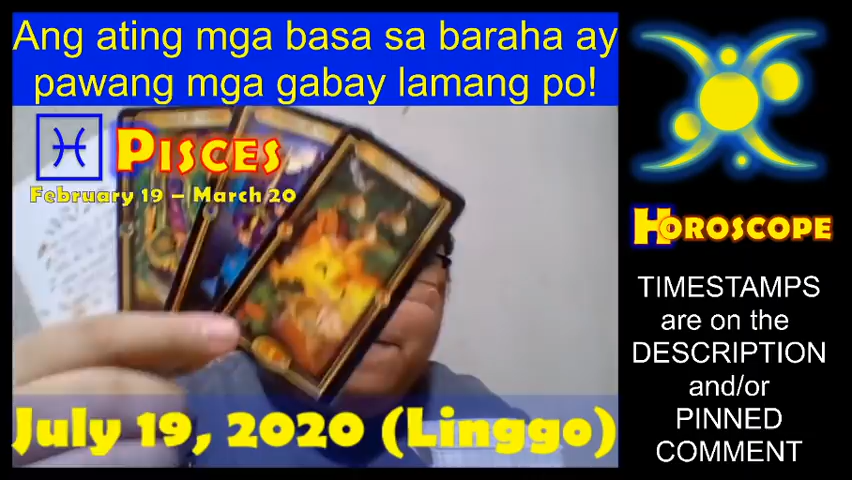 Ang ating mga basa sa baraha ay
pawang mga gabay lamang po!
PISCES
February 19 – March 20
July 19, 2020 (Linggo)
HOROSCOPE
TIMESTAMPS
are on the
DESCRIPTION
and/or
PINNED
COMMENT